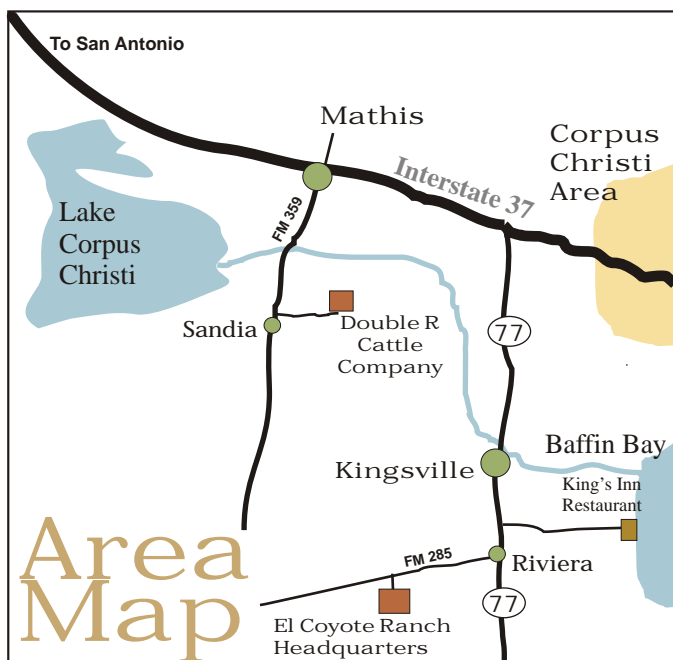 To San Antonio
Mathis
Corpus
Christi
Area
Interstate 37
FM 359
Lake
Corpus
Christi
Sandia
Double R
Cattle
Company
77
Baffin Bay
Kingsville
King's Inn
Restaurant
Area
Map
FM 285
Riviera
77
El Coyote Ranch
Headquarters